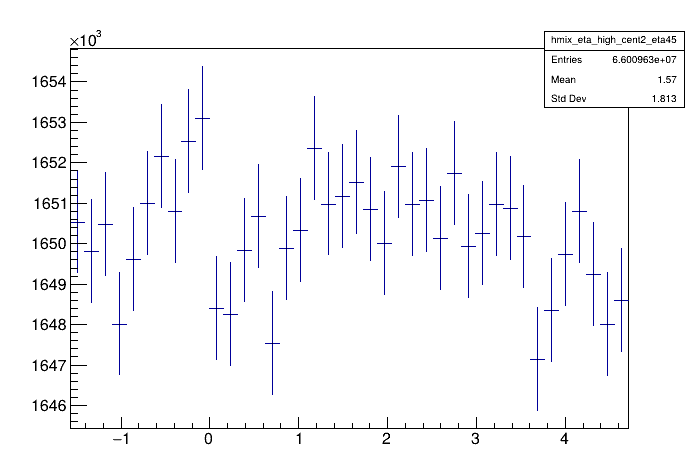 ×10³
hmix_eta_high_cent2_eta45
Entries 6.600963e+07
Mean 1.57
Std Dev 1.813
1654
1653
1652
1651
1650
1649
1648
1647
1646
−1 0 1 2 3 4